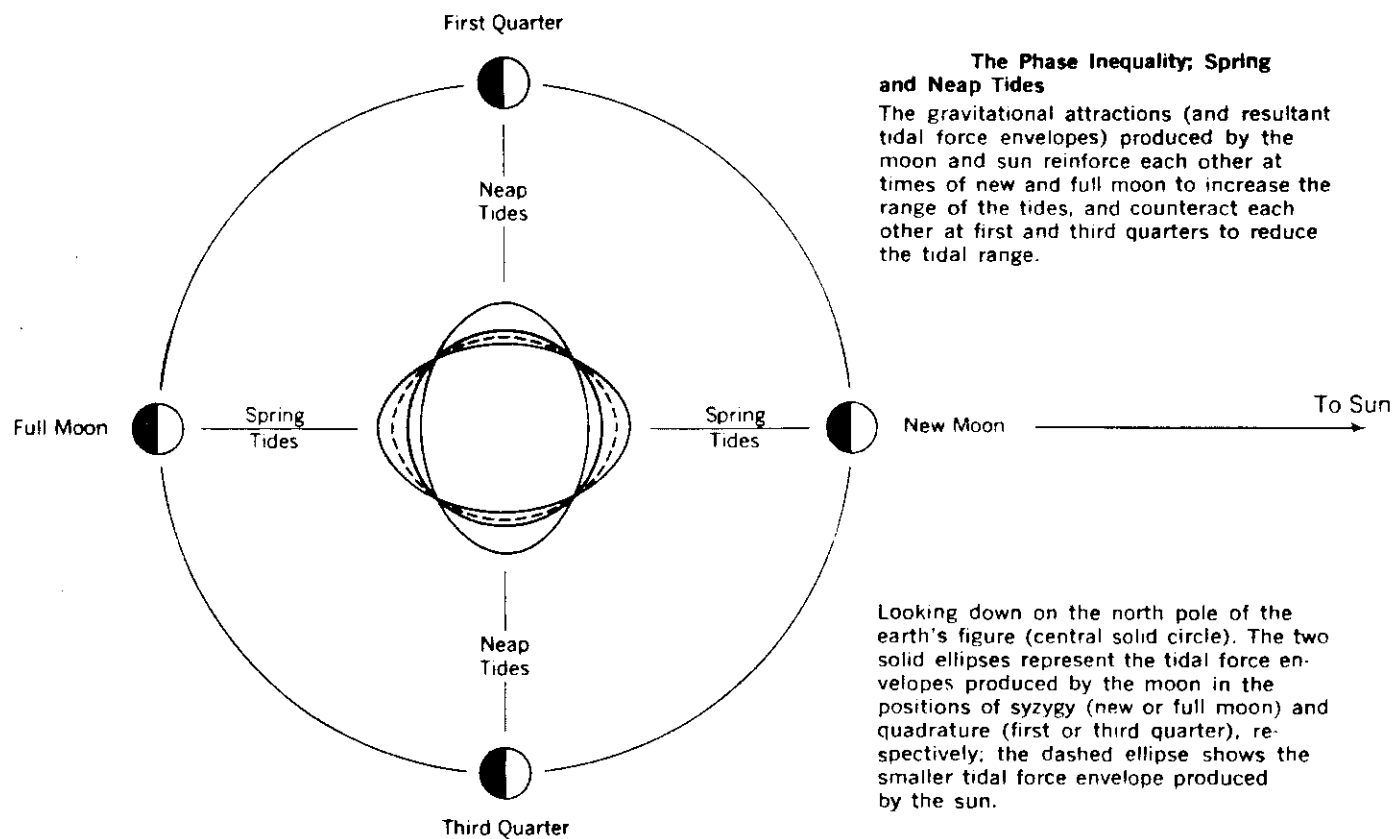 First Quarter
The Phase Inequality; Spring
and Neap Tides
The gravitational attractions (and resultant
tidal force envelopes) produced by the
moon and sun reinforce each other at
times of new and full moon to increase the
range of the tides, and counteract each
other at first and third quarters to reduce
the tidal range.
Neap
Tides
Full Moon
Spring
Tides
Spring
Tides
New Moon
To Sun
Neap
Tides
Third Quarter
Looking down on the north pole of the
earth's figure (central solid circle). The two
solid ellipses represent the tidal force en-
velopes produced by the moon in the
positions of syzygy (new or full moon) and
quadrature (first or third quarter), re-
spectively; the dashed ellipse shows the
smaller tidal force envelope produced
by the sun.